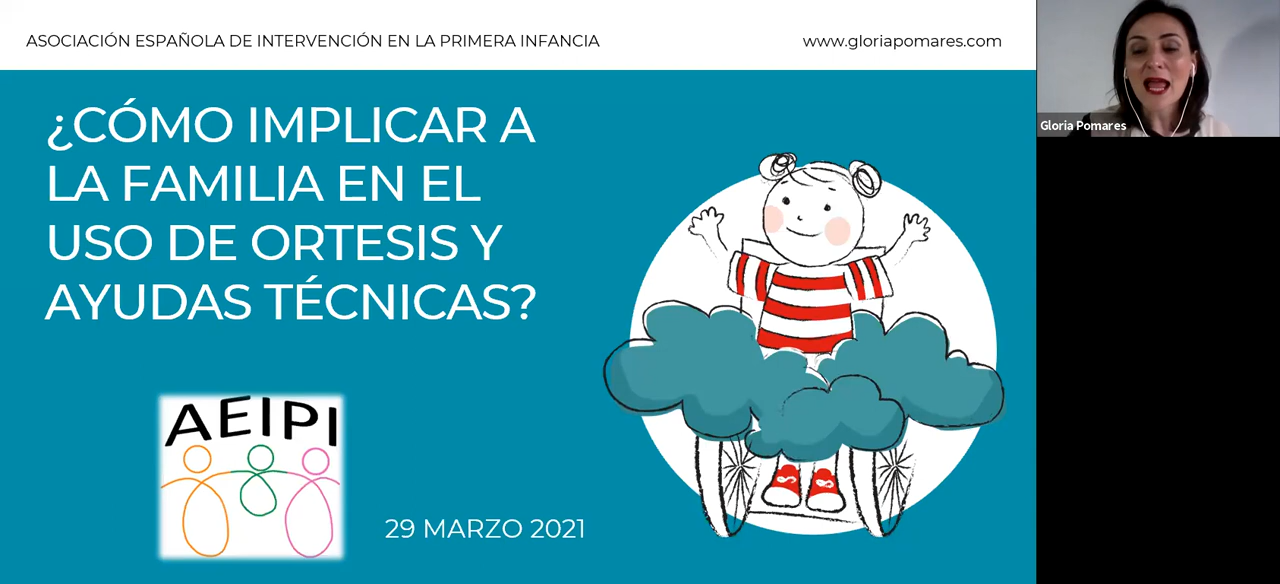 ASOCIACIÓN ESPAÑOLA DE INTERVENCIÓN EN LA PRIMERA INFANCIA
www.gloriapomares.com
Gloria Pomares
¿CÓMO IMPLICAR A
LA FAMILIA EN EL
USO DE ORTESIS Y
AYUDAS TÉCNICAS?
AEIPI
29 MARZO 2021